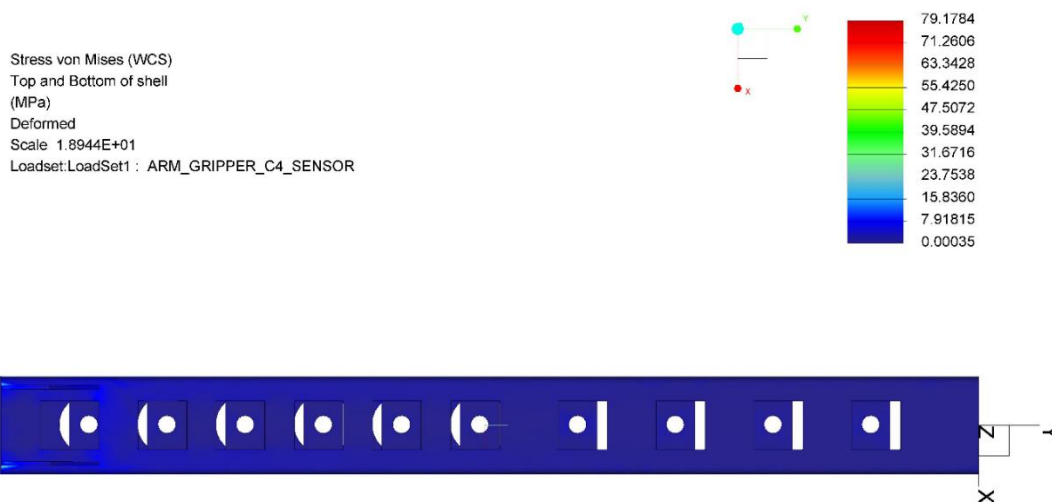 Stress von Mises (WCS)
Top and Bottom of shell
(MPa)
Deformed
Scale 1.8944E+01
Loadset:LoadSet1 : ARM_GRIPPER_C4_SENSOR
Y
X
79.1784
71.2606
63.3428
55.4250
47.5072
39.5894
31.6716
23.7538
15.8360
7.91815
0.00035
Z
Y
X